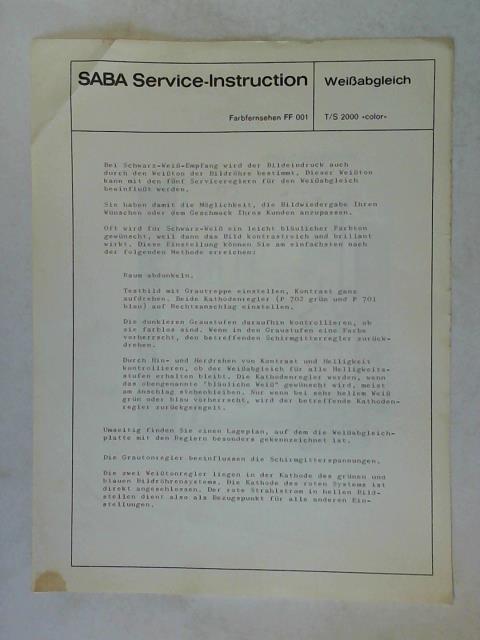 SABA Service-Instruction
Weißabgleich
Farbfernsehen FF 001
T/S 2000 »color«
Bei Schwarz-Weiß-Empfang wird der Bildeindruck auch
durch den Weißton der Bildröhre bestimmt. Dieser Weißton
kann mit den fünf Servicereglern für den Weißabgleich
beeinflußt werden.
Sie haben damit die Möglichkeit, die Bildwiedergabe Ihren
Wünschen oder dem Geschmack Ihres Kunden anzupassen.
Oft wird für Schwarz-Weiß ein leicht bläulicher Farbton
gewünscht, weil dann das Bild kontrastreich und brillant
wirkt. Diese Einstellung können Sie am einfachsten nach
der folgenden Methode erreichen:
Raum abdunkeln.
Testbild mit Grautreppe einstellen, Kontrast ganz
aufdrehen. Beide Kathodenregler (P 702 grün und P 701
blau) auf Rechtsanschlag einstellen.
Die dunkleren Graustufen daraufhin kontrollieren, ob
sie farblos sind. Wenn in den Graustufen eine Farbe
vorherrscht, den betreffenden Schirmgitterregler zurück-
drehen.
Durch Hin- und Herdrehen von Kontrast und Helligkeit
kontrollieren, ob der Weißabgleich für alle Helligkeits-
stufen erhalten bleibt. Die Kathodenregler werden, wenn
das obengenannte "bläuliche Weiß" gewünscht wird, meist
am Anschlag stehenbleiben. Nur wenn bei sehr hellem Weiß
grün oder blau vorherrscht, wird der betreffende Kathoden-
regler zurückgeregelt.
Umseitig finden Sie einen Lageplan, auf dem die Weißabgleich-
platte mit den Reglern besonders gekennzeichnet ist.
Die Grautonregler beeinflussen die Schirmgitterspannungen.
Die zwei Weißtonregler liegen in der Kathode des grünen und
blauen Bildröhrensystems. Die Kathode des roten Systems ist
direkt angeschlossen. Der rote Strahlstrom in hellen Bild-
stellen dient also als Bezugspunkt für alle anderen Ein-
stellungen.